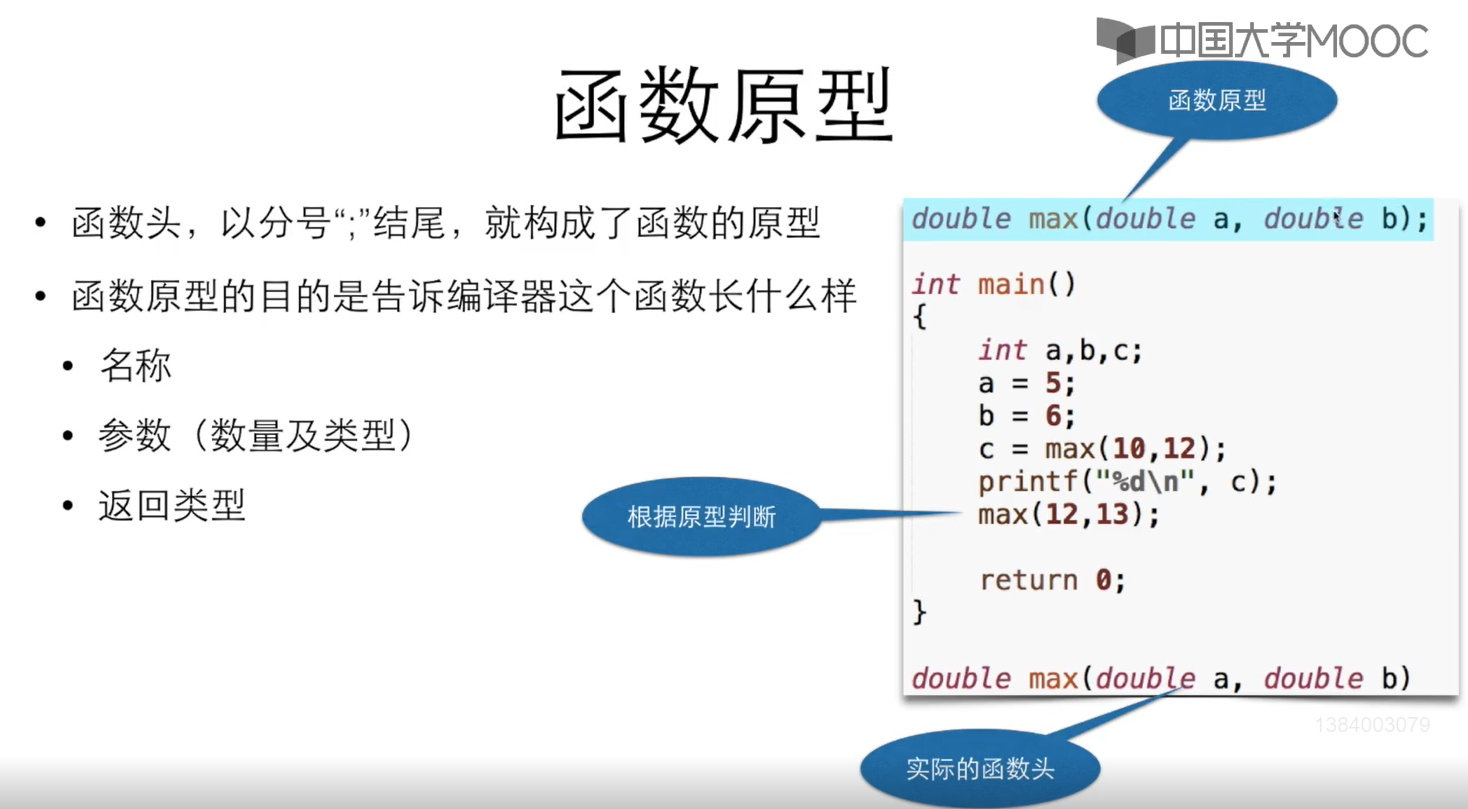 中国大学MOOC
函数原型
函数原型
• 函数头，以分号“;”结尾，就构成了函数的原型
• 函数原型的目的是告诉编译器这个函数长什么样
• 名称
• 参数（数量及类型）
• 返回类型
double max(double a, double b);
int main()
{
int a,b,c;
a = 5;
b = 6;
c = max(10,12);
printf("%d\n", c);
max(12,13);
根据原型判断
return 0;
}
double max(double a, double b)
1384003079
实际的函数头